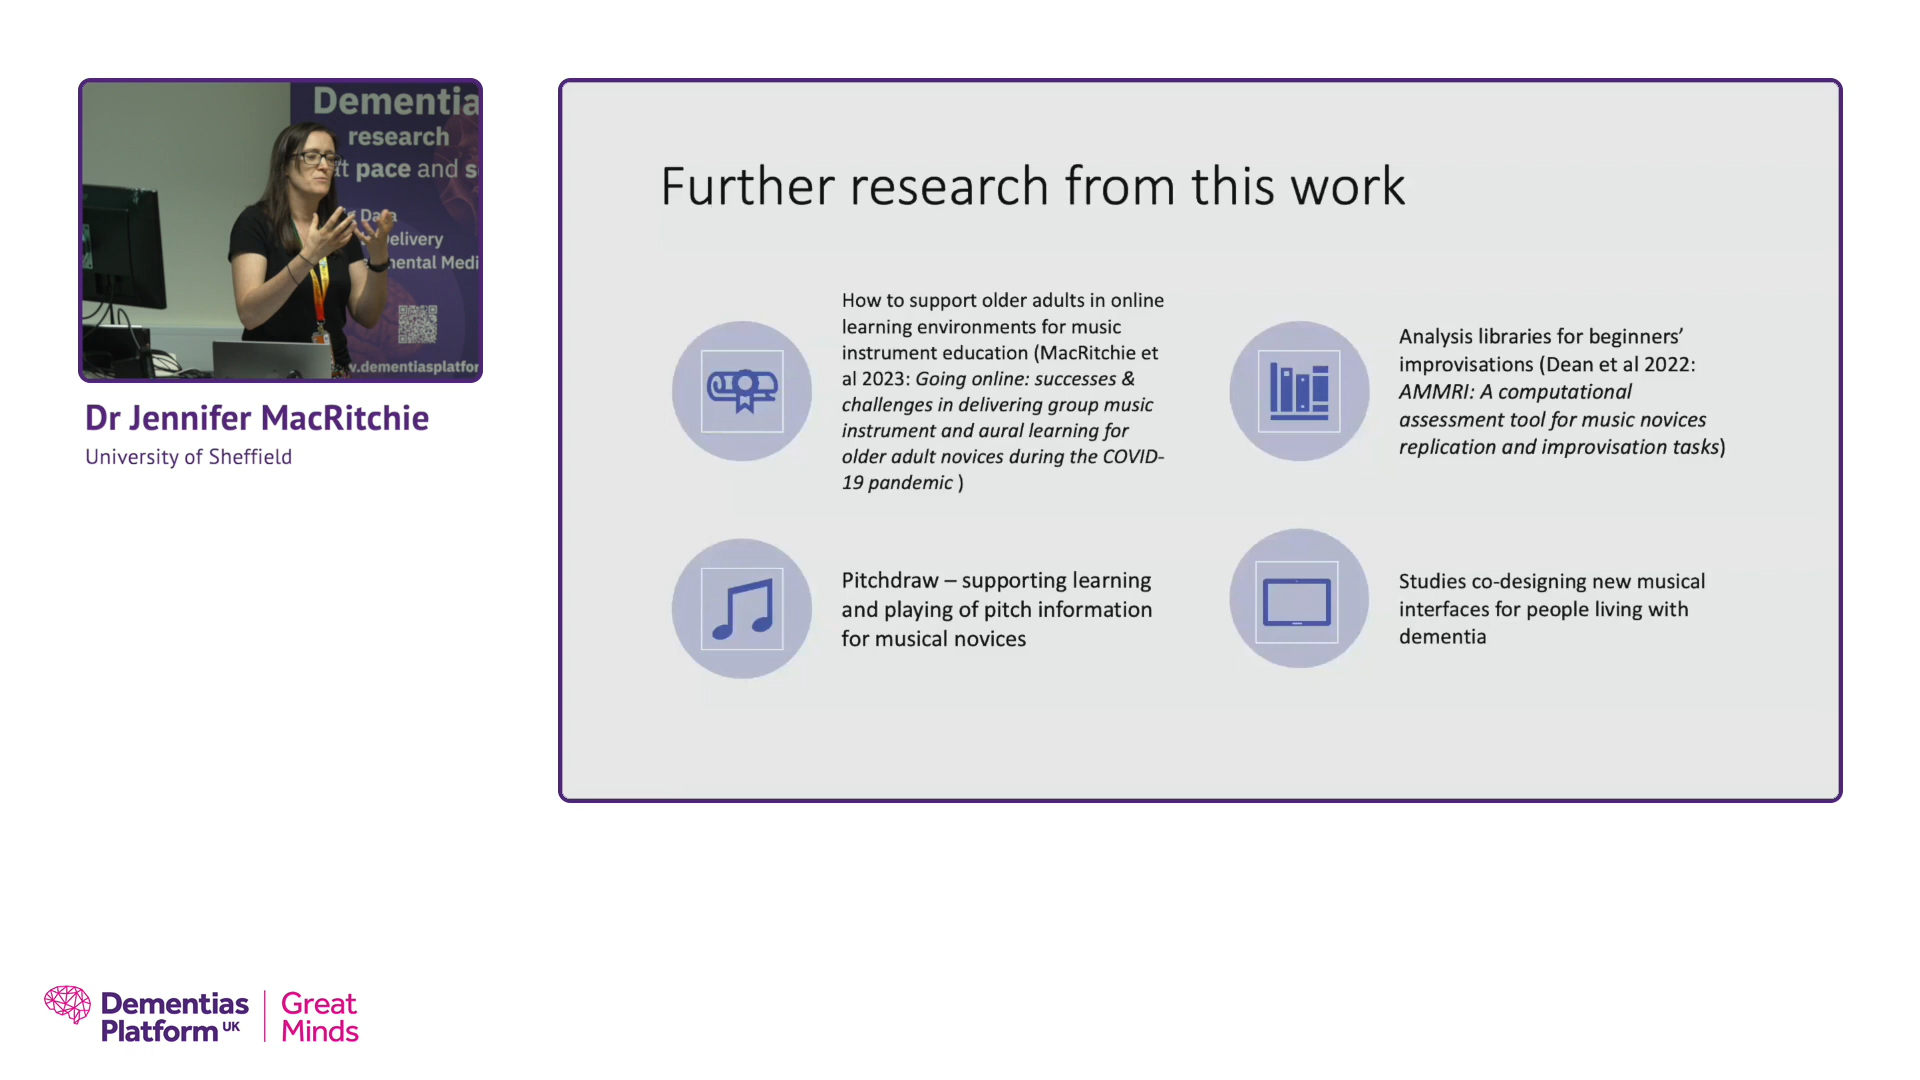 Dementia
research
at pace and s
Data
elivery
mental Medi
w.dementiasplatfor
Dr Jennifer MacRitchie
University of Sheffield
Further research from this work
How to support older adults in online
learning environments for music
instrument education (MacRitchie et
al 2023: Going online: successes &
challenges in delivering group music
instrument and aural learning for
older adult novices during the COVID-
19 pandemic )
Analysis libraries for beginners’
improvisations (Dean et al 2022:
AMMRI: A computational
assessment tool for music novices
replication and improvisation tasks)
Pitchdraw – supporting learning
and playing of pitch information
for musical novices
Studies co-designing new musical
interfaces for people living with
dementia
Dementias
Platform UK
Great
Minds